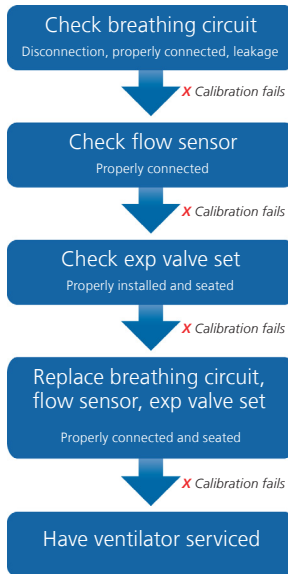 Check breathing circuit
Disconnection, properly connected, leakage
X Calibration fails
Check flow sensor
Properly connected
X Calibration fails
Check exp valve set
Properly installed and seated
X Calibration fails
Replace breathing circuit,
flow sensor, exp valve set
Properly connected and seated
X Calibration fails
Have ventilator serviced